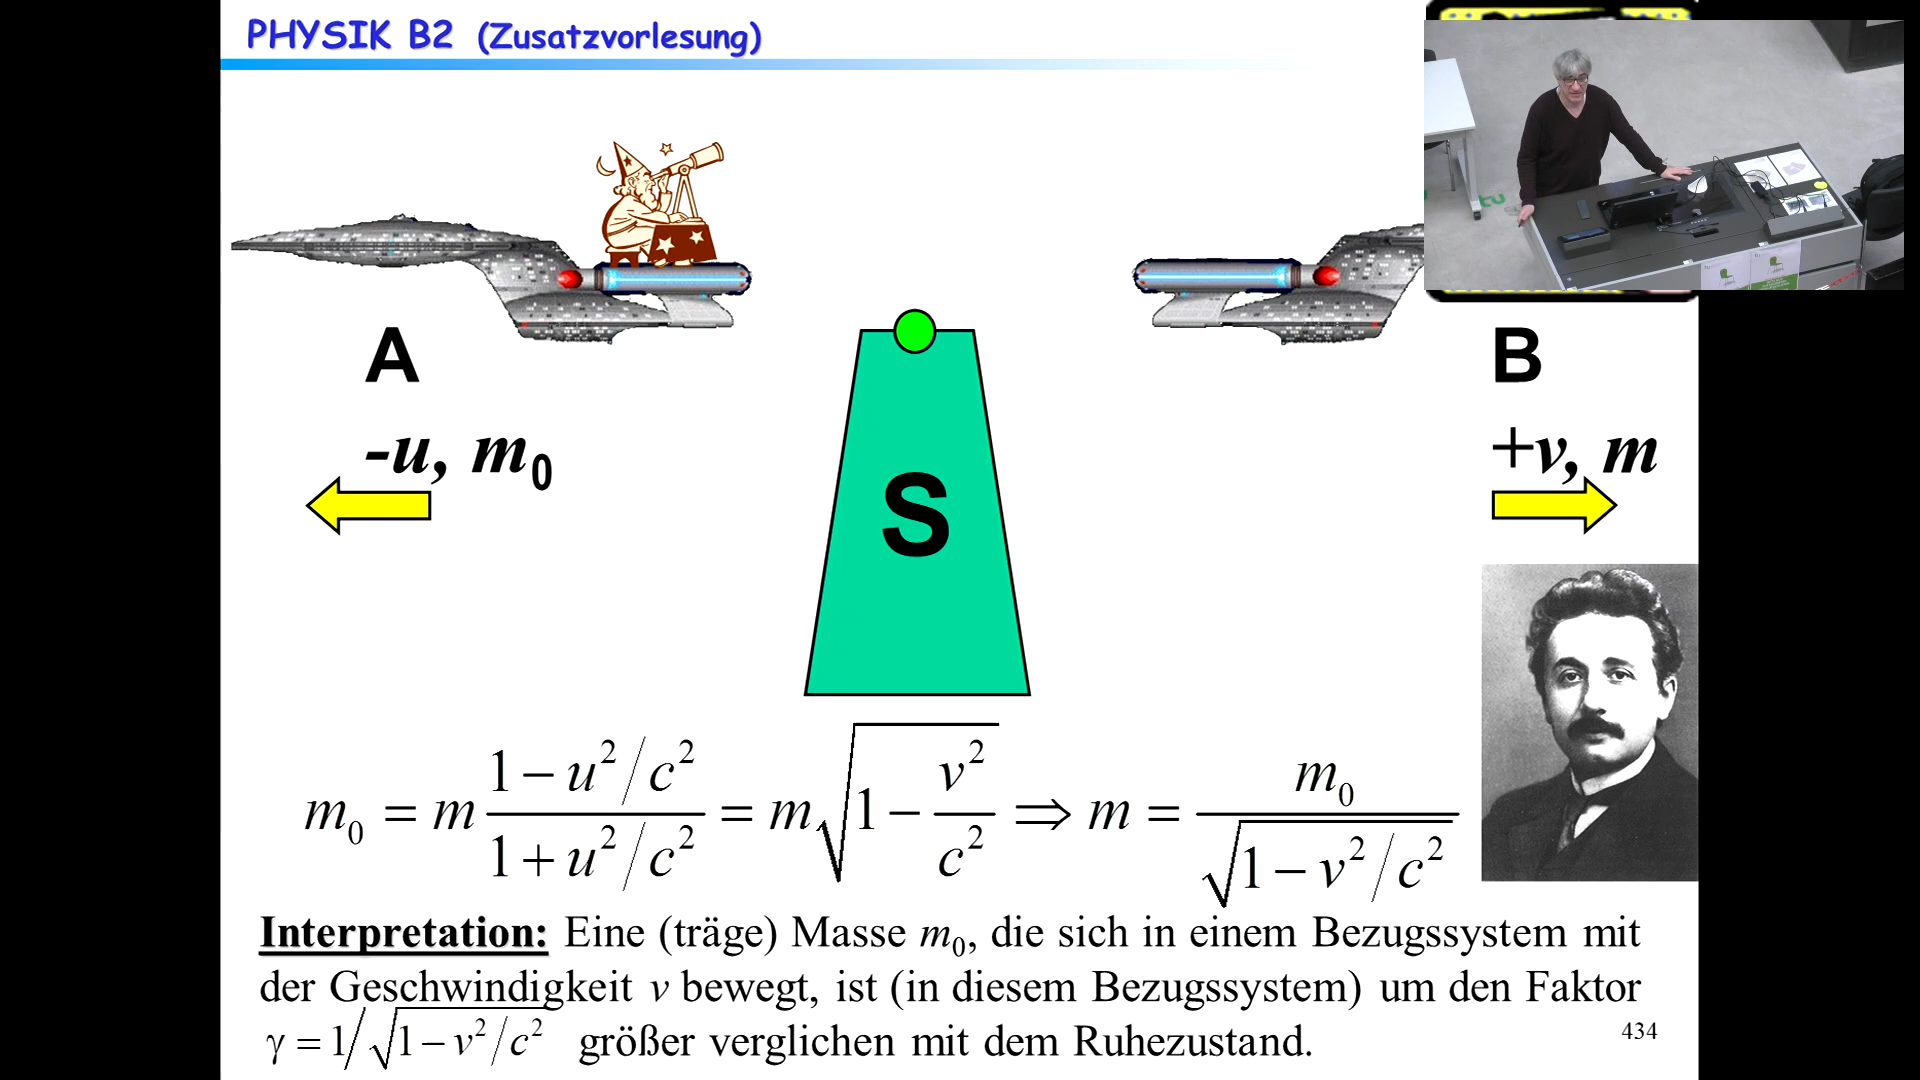 PHYSIK B2 (Zusatzvorlesung)
A
B
-u, m₀
+v, m
S
m₀ = m (1 − u²/c²)/(1 + u²/c²) = m √(1 − v²/c²) ⇒ m = m₀/√(1 − v²/c²)
Interpretation: Eine (träge) Masse m₀, die sich in einem Bezugssystem mit
der Geschwindigkeit v bewegt, ist (in diesem Bezugssystem) um den Faktor
γ = 1/√(1 − v²/c²) größer verglichen mit dem Ruhezustand.
434